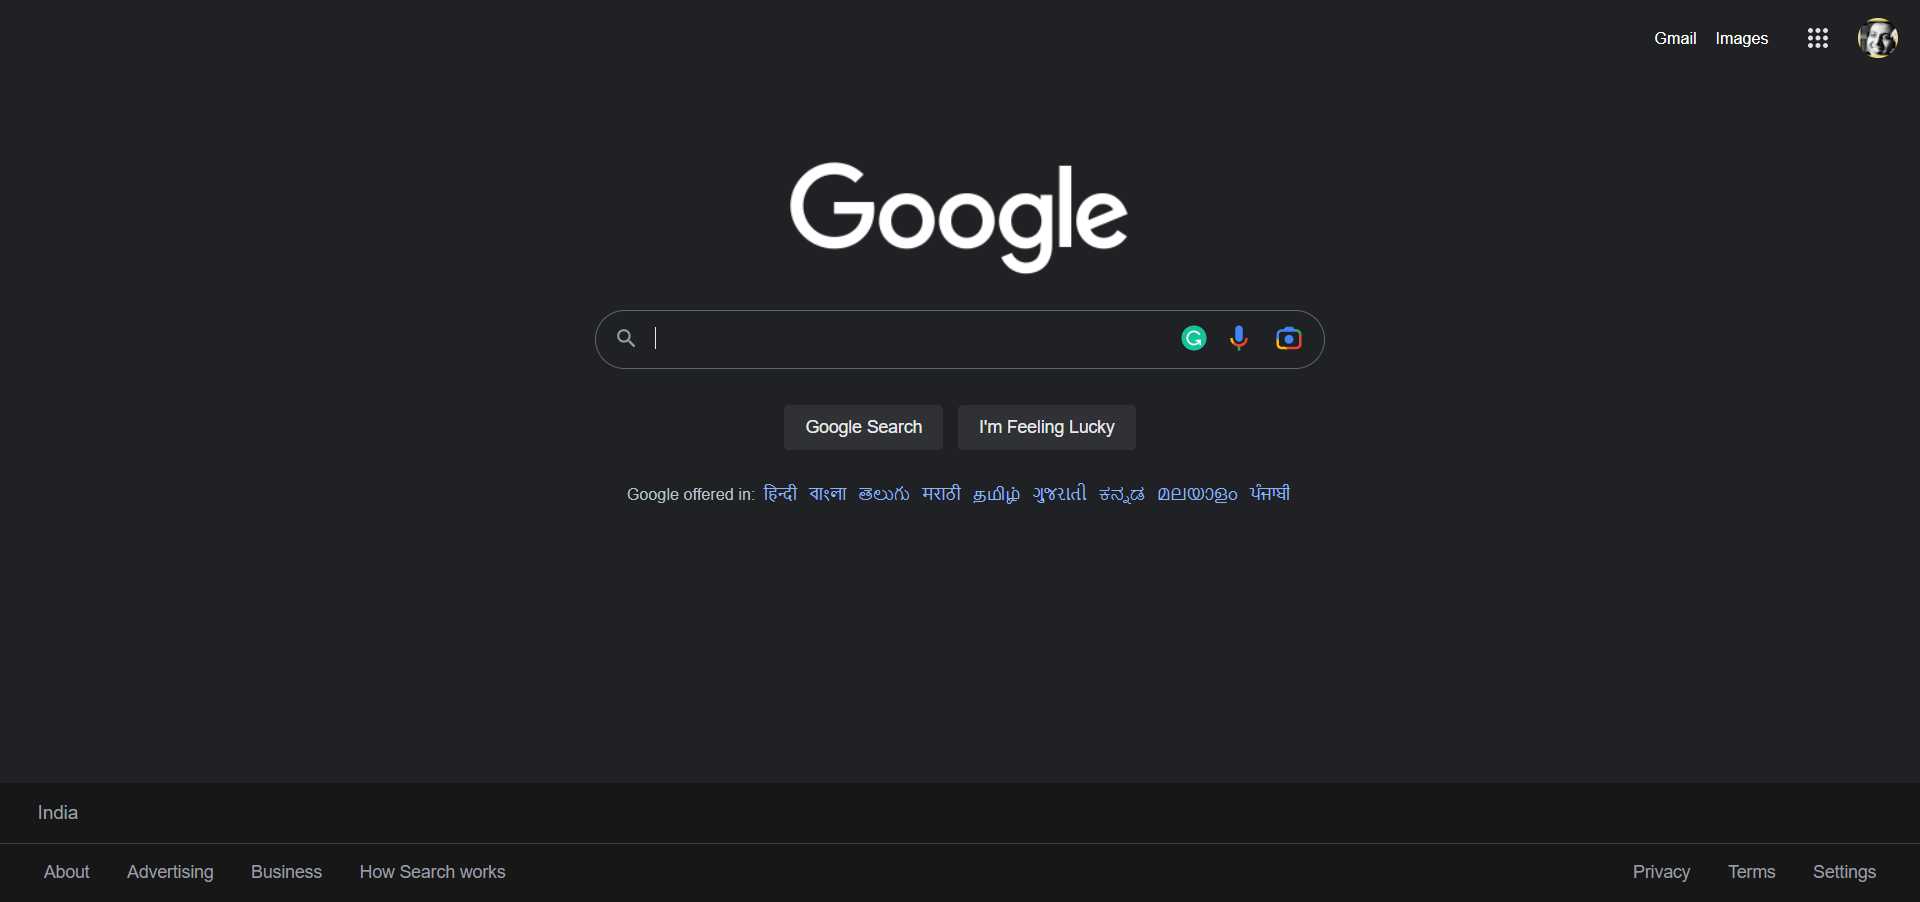 Gmail Images
Google
Google Search I'm Feeling Lucky
Google offered in: हिन्दी বাংলা తెలుగు मराठी தமிழ் ગુજરાતી ಕನ್ನಡ മലയാളം ਪੰਜਾਬੀ
India
About Advertising Business How Search works Privacy Terms Settings